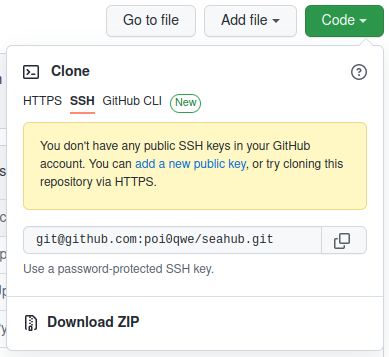 Go to file Add file Code
Clone
HTTPS SSH GitHub CLI New
You don't have any public SSH keys in your GitHub
account. You can add a new public key, or try cloning this
repository via HTTPS.
git@github.com:poi0qwe/seahub.git
Use a password-protected SSH key.
Download ZIP